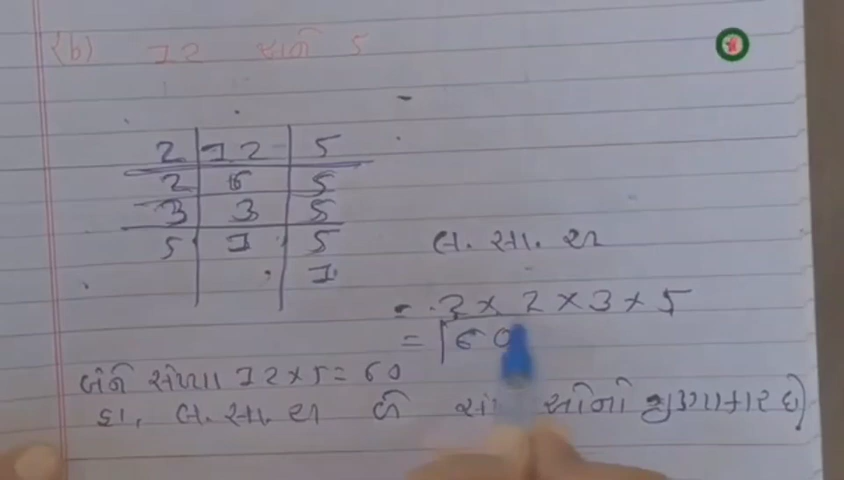 (b) 12 અને 5
2 | 12 | 5
2 | 6 | 5
3 | 3 | 5
5 | 1 | 5
1
લ. સા. અ
= 2 × 2 × 3 × 5
= 60
બંને સંખ્યા 12 × 5 = 60
હા, લ. સા. અ ગુણાકાર છે